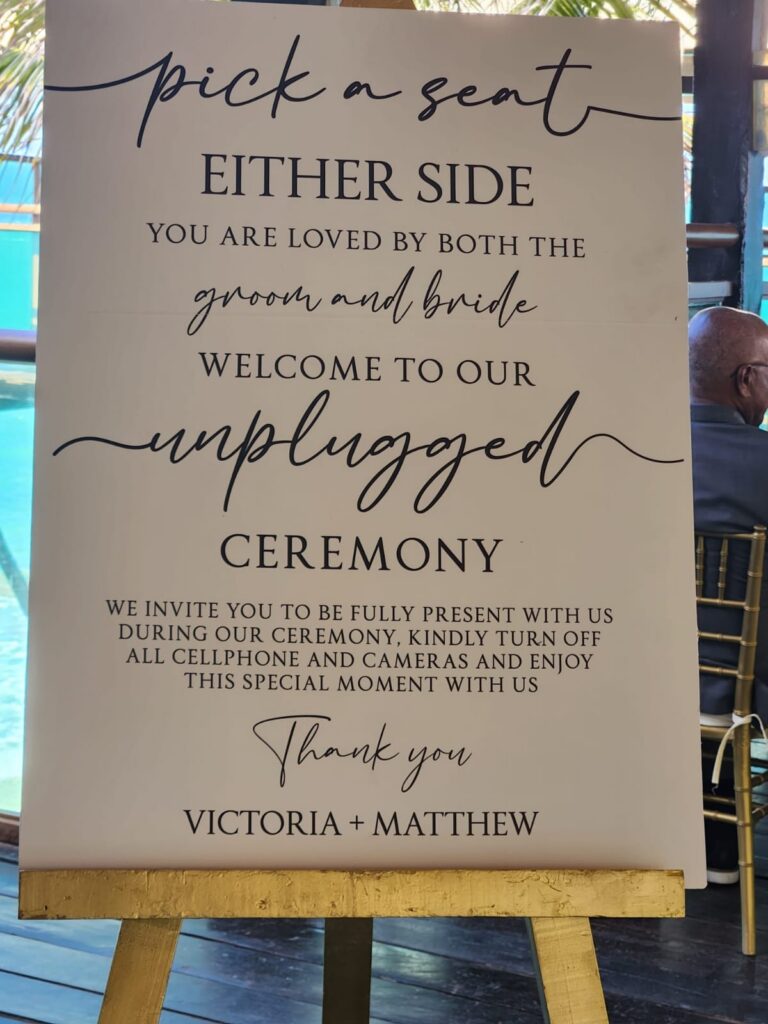 pick a seat
EITHER SIDE
YOU ARE LOVED BY BOTH THE
groom and bride
WELCOME TO OUR
unplugged
CEREMONY
WE INVITE YOU TO BE FULLY PRESENT WITH US
DURING OUR CEREMONY, KINDLY TURN OFF
ALL CELLPHONE AND CAMERAS AND ENJOY
THIS SPECIAL MOMENT WITH US
Thank you
VICTORIA + MATTHEW